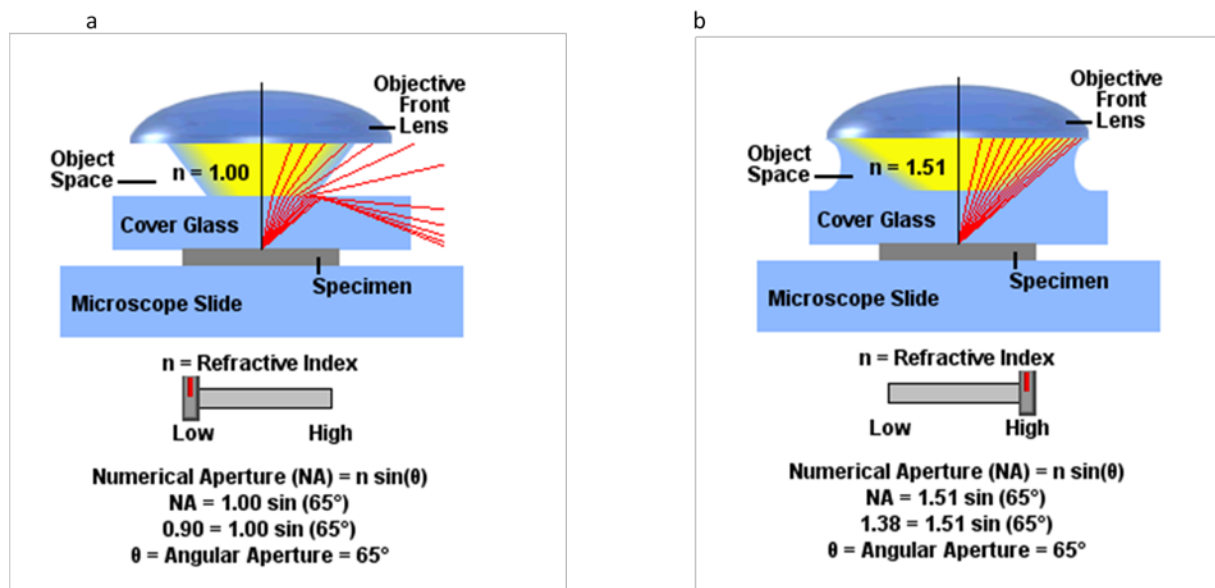 a
Objective
Front
Lens
Object
Space
n = 1.00
Cover Glass
Specimen
Microscope Slide
n = Refractive Index
Low High
Numerical Aperture (NA) = n sin(θ)
NA = 1.00 sin (65°)
0.90 = 1.00 sin (65°)
θ = Angular Aperture = 65°
b
Objective
Front
Lens
Object
Space
n = 1.51
Cover Glass
Specimen
Microscope Slide
n = Refractive Index
Low High
Numerical Aperture (NA) = n sin(θ)
NA = 1.51 sin (65°)
1.38 = 1.51 sin (65°)
θ = Angular Aperture = 65°